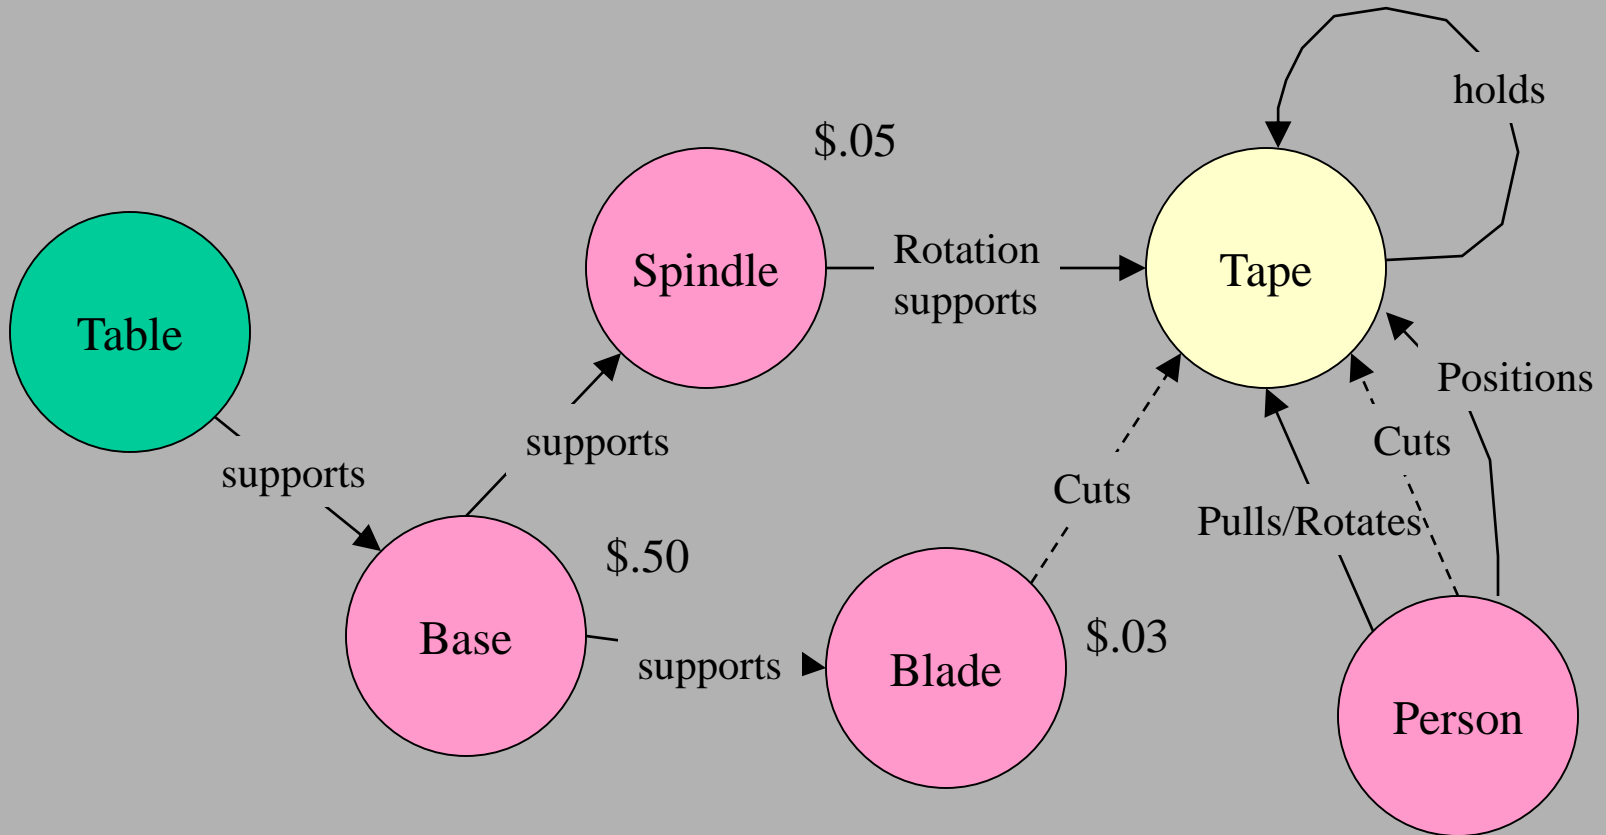 holds
$.05
Rotation
supports
Spindle
Tape
Table
Positions
supports
Cuts
supports
Cuts
Pulls/Rotates
$.50
Base
$.03
supports
Blade
Person